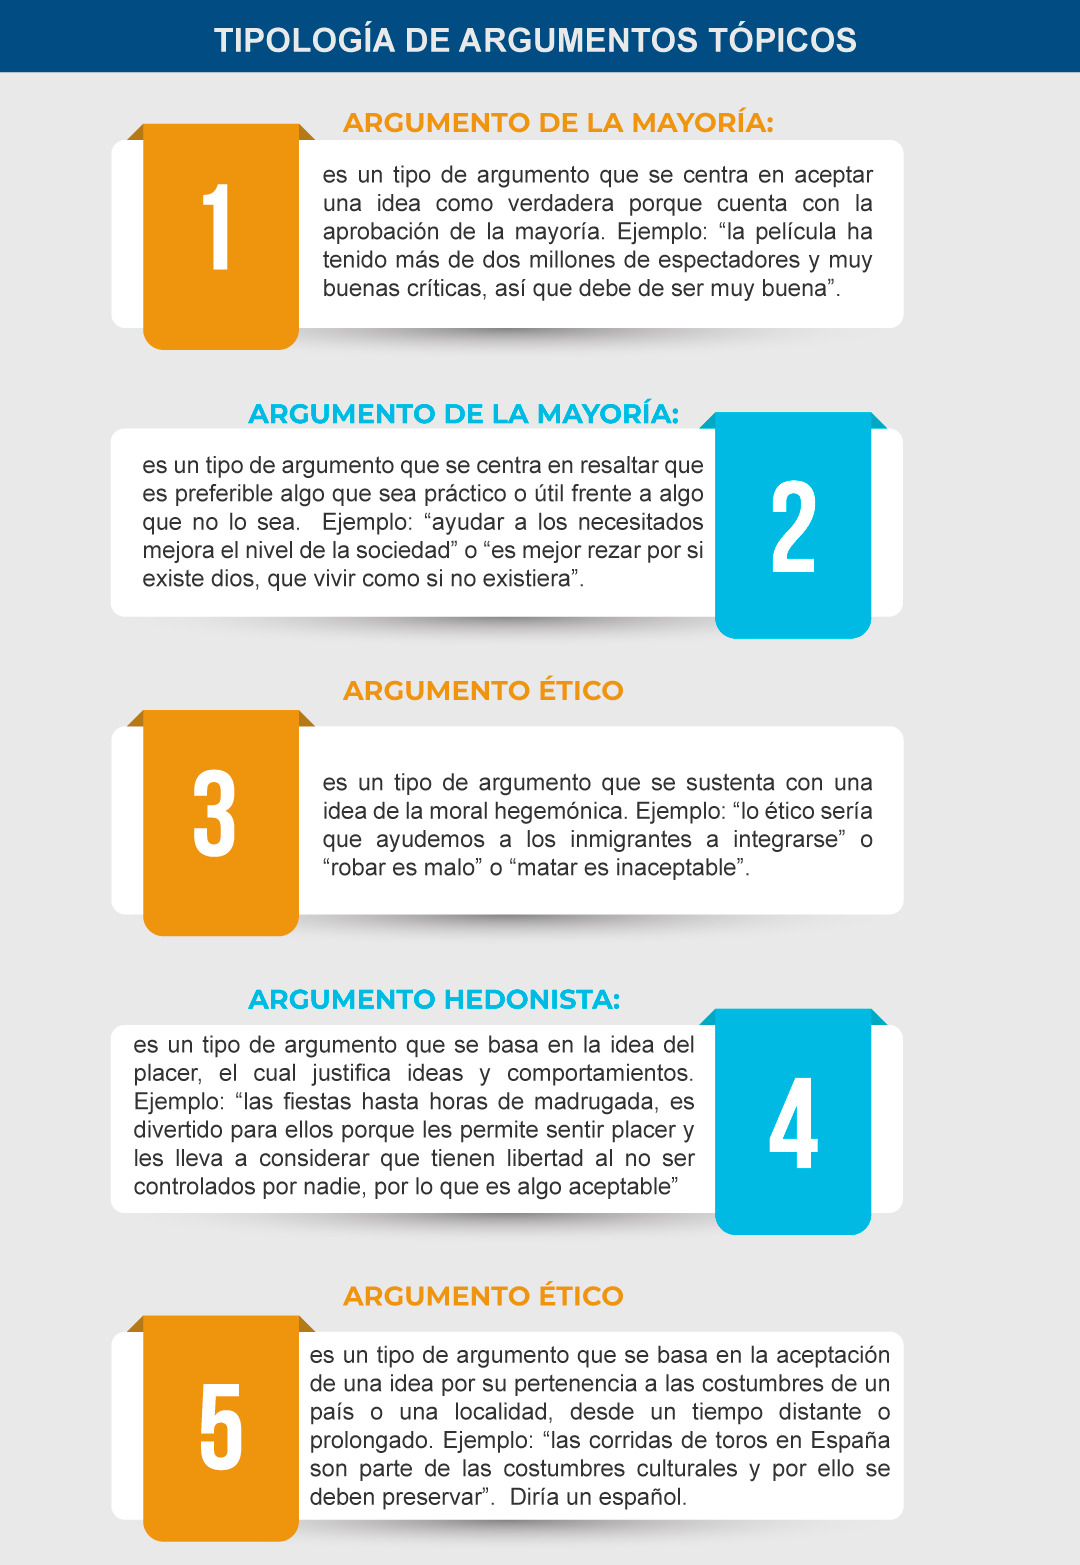 TIPOLOGÍA DE ARGUMENTOS TÓPICOS
ARGUMENTO DE LA MAYORÍA:
1
es un tipo de argumento que se centra en aceptar
una idea como verdadera porque cuenta con la
aprobación de la mayoría. Ejemplo: “la película ha
tenido más de dos millones de espectadores y muy
buenas críticas, así que debe de ser muy buena”.
ARGUMENTO DE LA MAYORÍA:
es un tipo de argumento que se centra en resaltar que
es preferible algo que sea práctico o útil frente a algo
que no lo sea.  Ejemplo: “ayudar a los necesitados
mejora el nivel de la sociedad” o “es mejor rezar por si
existe dios, que vivir como si no existiera”.
2
ARGUMENTO ÉTICO
3
es un tipo de argumento que se sustenta con una
idea de la moral hegemónica. Ejemplo: “lo ético sería
que ayudemos a los inmigrantes a integrarse” o
“robar es malo” o “matar es inaceptable”.
ARGUMENTO HEDONISTA:
es un tipo de argumento que se basa en la idea del
placer, el cual justifica ideas y comportamientos.
Ejemplo: “las fiestas hasta horas de madrugada, es
divertido para ellos porque les permite sentir placer y
les lleva a considerar que tienen libertad al no ser
controlados por nadie, por lo que es algo aceptable”
4
ARGUMENTO ÉTICO
5
es un tipo de argumento que se basa en la aceptación
de una idea por su pertenencia a las costumbres de un
país o una localidad, desde un tiempo distante o
prolongado. Ejemplo: “las corridas de toros en España
son parte de las costumbres culturales y por ello se
deben preservar”.  Diría un español.